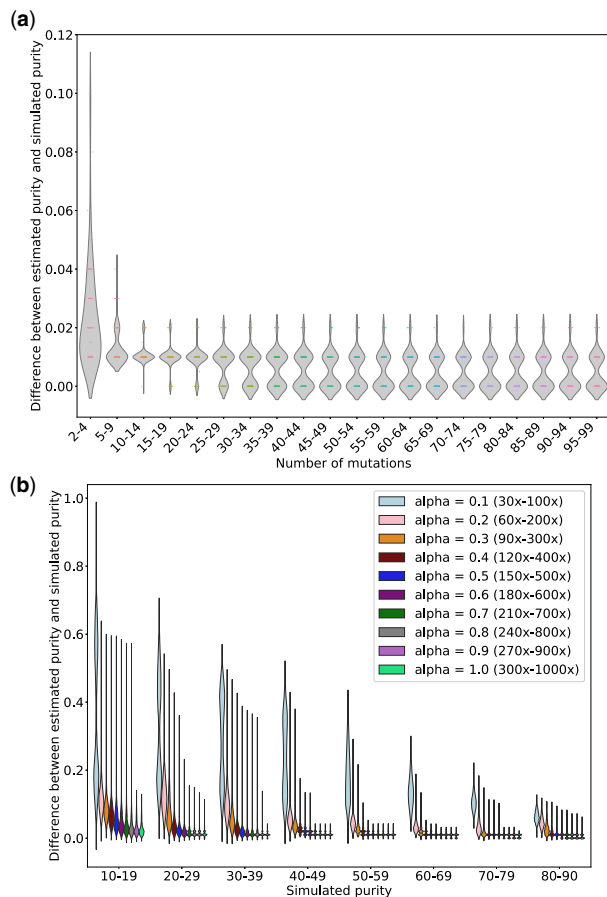 (a)
Difference between estimated purity and simulated purity
0.12
0.10
0.08
0.06
0.04
0.02
0.00
2-4
5-9
10-14
15-19
20-24
25-29
30-34
35-39
40-44
45-49
50-54
55-59
60-64
65-69
70-74
75-79
80-84
85-89
90-94
95-99
Number of mutations
(b)
Difference between estimated purity and simulated purity
1.0
0.8
0.6
0.4
0.2
0.0
alpha = 0.1 (30x-100x)
alpha = 0.2 (60x-200x)
alpha = 0.3 (90x-300x)
alpha = 0.4 (120x-400x)
alpha = 0.5 (150x-500x)
alpha = 0.6 (180x-600x)
alpha = 0.7 (210x-700x)
alpha = 0.8 (240x-800x)
alpha = 0.9 (270x-900x)
alpha = 1.0 (300x-1000x)
10-19
20-29
30-39
40-49
50-59
60-69
70-79
80-90
Simulated purity